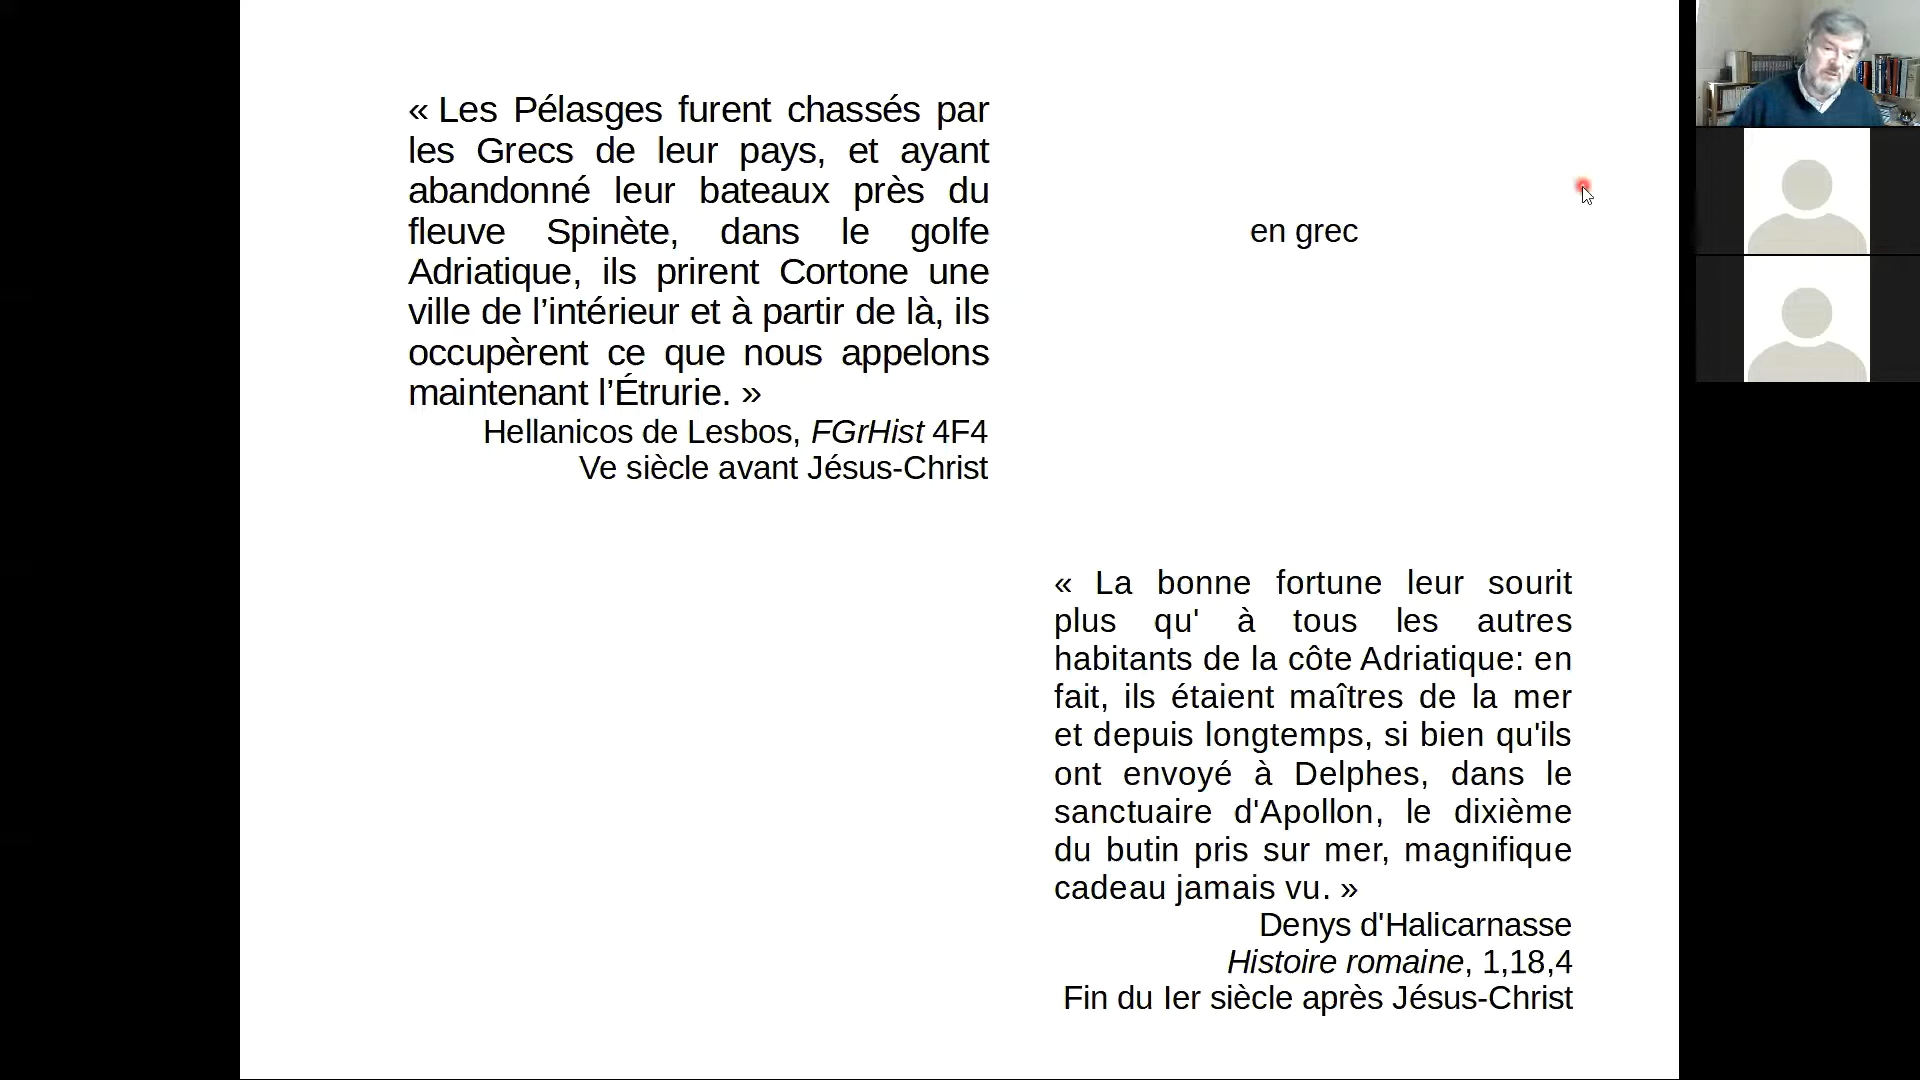 « Les Pélasges furent chassés par
les Grecs de leur pays, et ayant
abandonné leur bateaux près du
fleuve Spinète, dans le golfe
Adriatique, ils prirent Cortone une
ville de l’intérieur et à partir de là, ils
occupèrent ce que nous appelons
maintenant l’Étrurie. »
Hellanicos de Lesbos, FGrHist 4F4
Ve siècle avant Jésus-Christ
en grec
« La bonne fortune leur sourit
plus qu' à tous les autres
habitants de la côte Adriatique: en
fait, ils étaient maîtres de la mer
et depuis longtemps, si bien qu'ils
ont envoyé à Delphes, dans le
sanctuaire d'Apollon, le dixième
du butin pris sur mer, magnifique
cadeau jamais vu. »
Denys d'Halicarnasse
Histoire romaine, 1,18,4
Fin du Ier siècle après Jésus-Christ